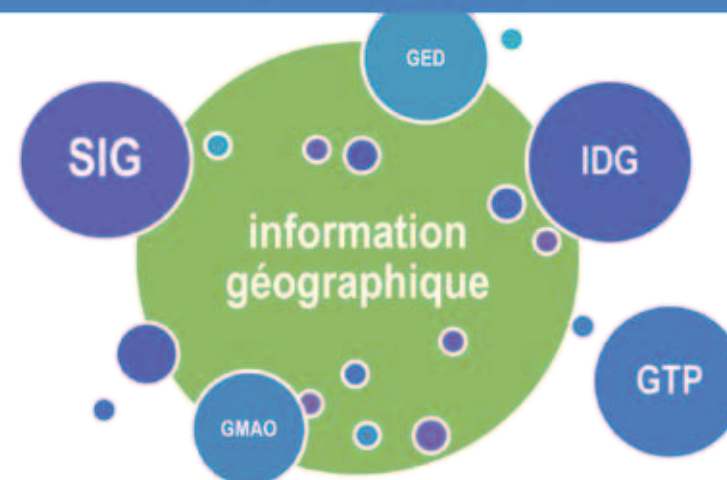 GED
SIG
IDG
information
géographique
GTP
GMAO